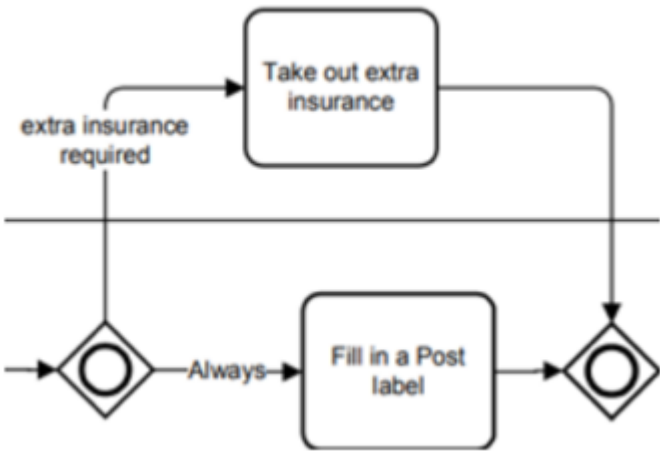 Take out extra
insurance
extra insurance
required
Always
Fill in a Post
label